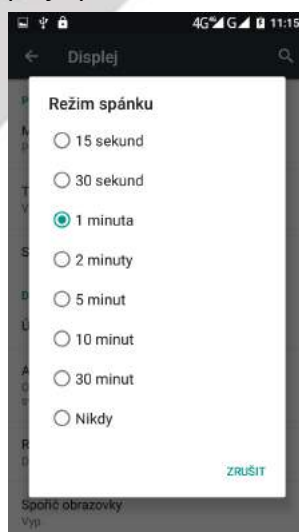 4G G 11:15
Displej
Režim spánku
15 sekund
30 sekund
1 minuta
2 minuty
5 minut
10 minut
30 minut
Nikdy
ZRUŠIT
Spořič obrazovky
Vyp.